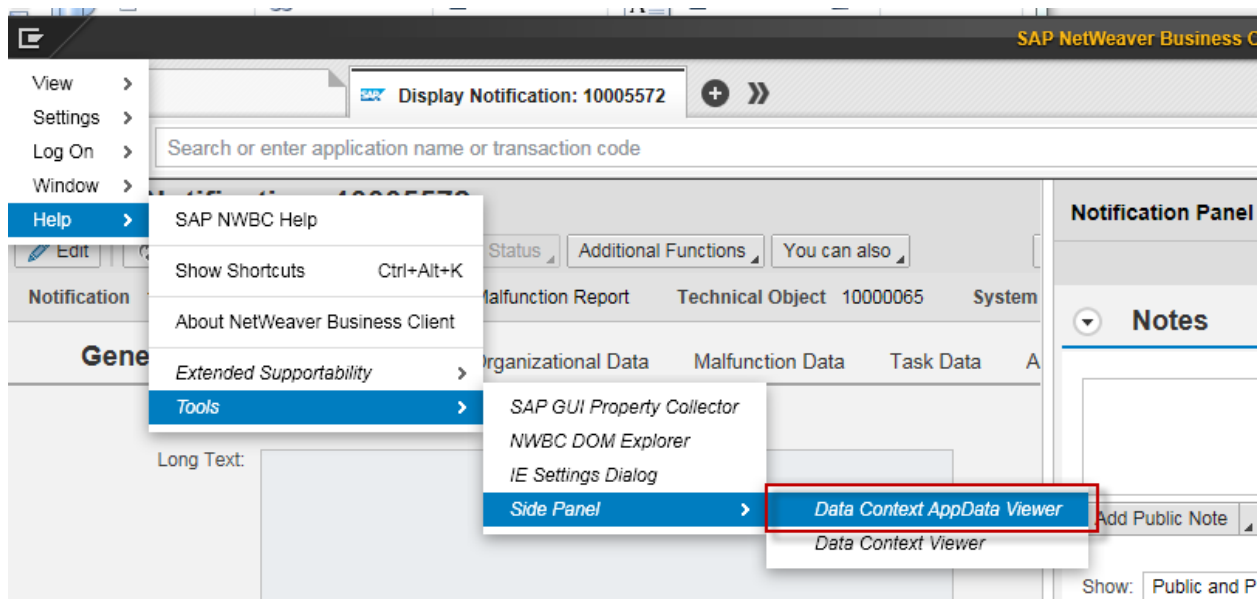 SAP NetWeaver Business C
View
Settings
Log On
Window
Help
SAP Display Notification: 10005572
Search or enter application name or transaction code
SAP NWBC Help
Show Shortcuts Ctrl+Alt+K
About NetWeaver Business Client
Extended Supportability
Tools
SAP GUI Property Collector
NWBC DOM Explorer
IE Settings Dialog
Side Panel
Data Context AppData Viewer
Data Context Viewer
Edit
Status
Additional Functions
You can also
Notification
Malfunction Report
Technical Object 10000065
System
Gene
Organizational Data
Malfunction Data
Task Data
A
Long Text:
Notification Panel
Notes
Add Public Note
Show: Public and P